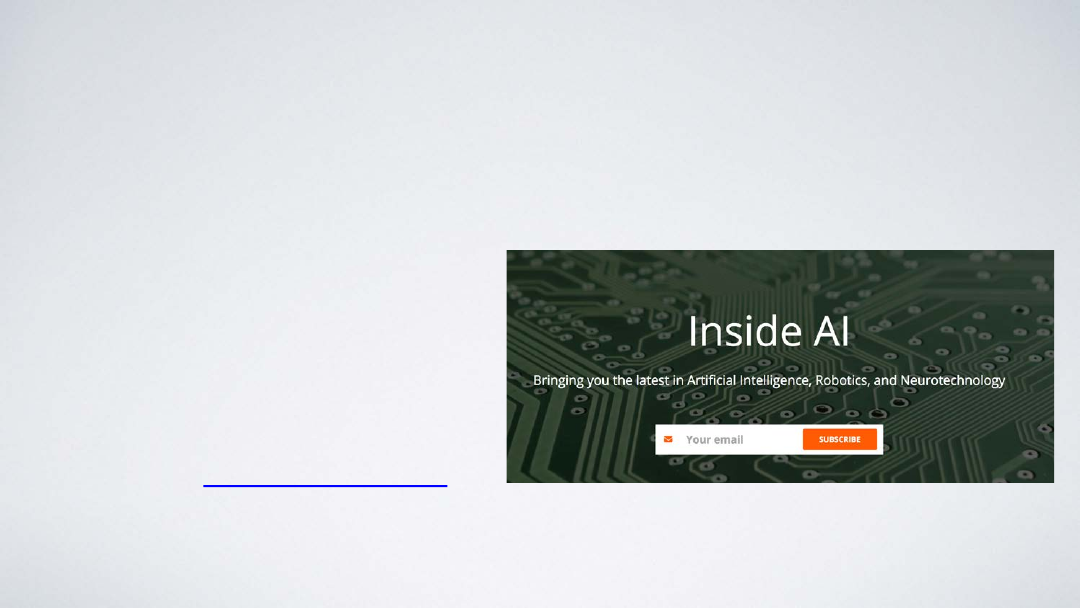 Inside AI
Bringing you the latest in Artificial Intelligence, Robotics, and Neurotechnology
Your email
SUBSCRIBE